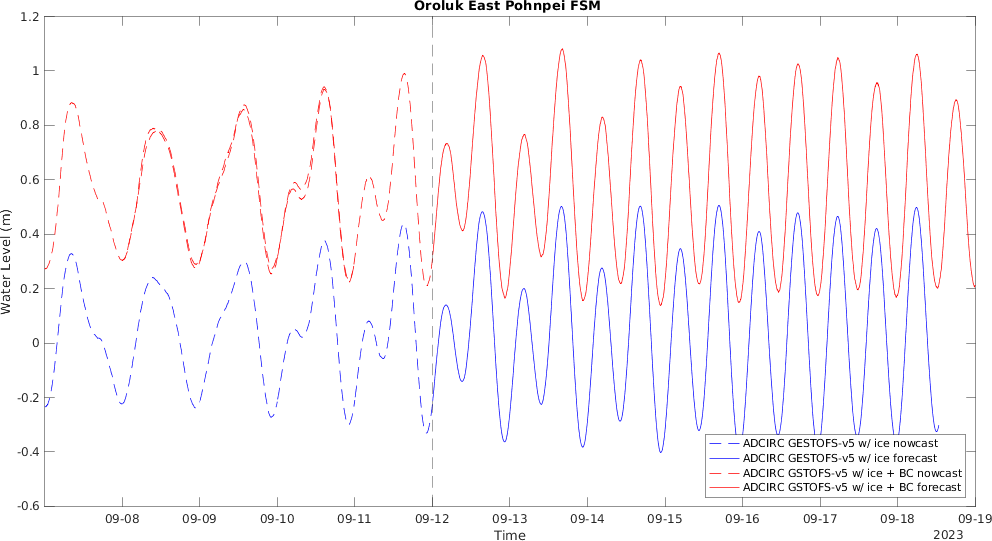 Oroluk East Pohnpei FSM
1.2
1
0.8
0.6
0.4
0.2
0
-0.2
-0.4
-0.6
Water Level (m)
ADCIRC GESTOFS-v5 w/ ice nowcast
ADCIRC GESTOFS-v5 w/ ice forecast
ADCIRC GSTOFS-v5 w/ ice + BC nowcast
ADCIRC GSTOFS-v5 w/ ice + BC forecast
09-08 09-09 09-10 09-11 09-12 09-13 09-14 09-15 09-16 09-17 09-18 09-19
Time
2023